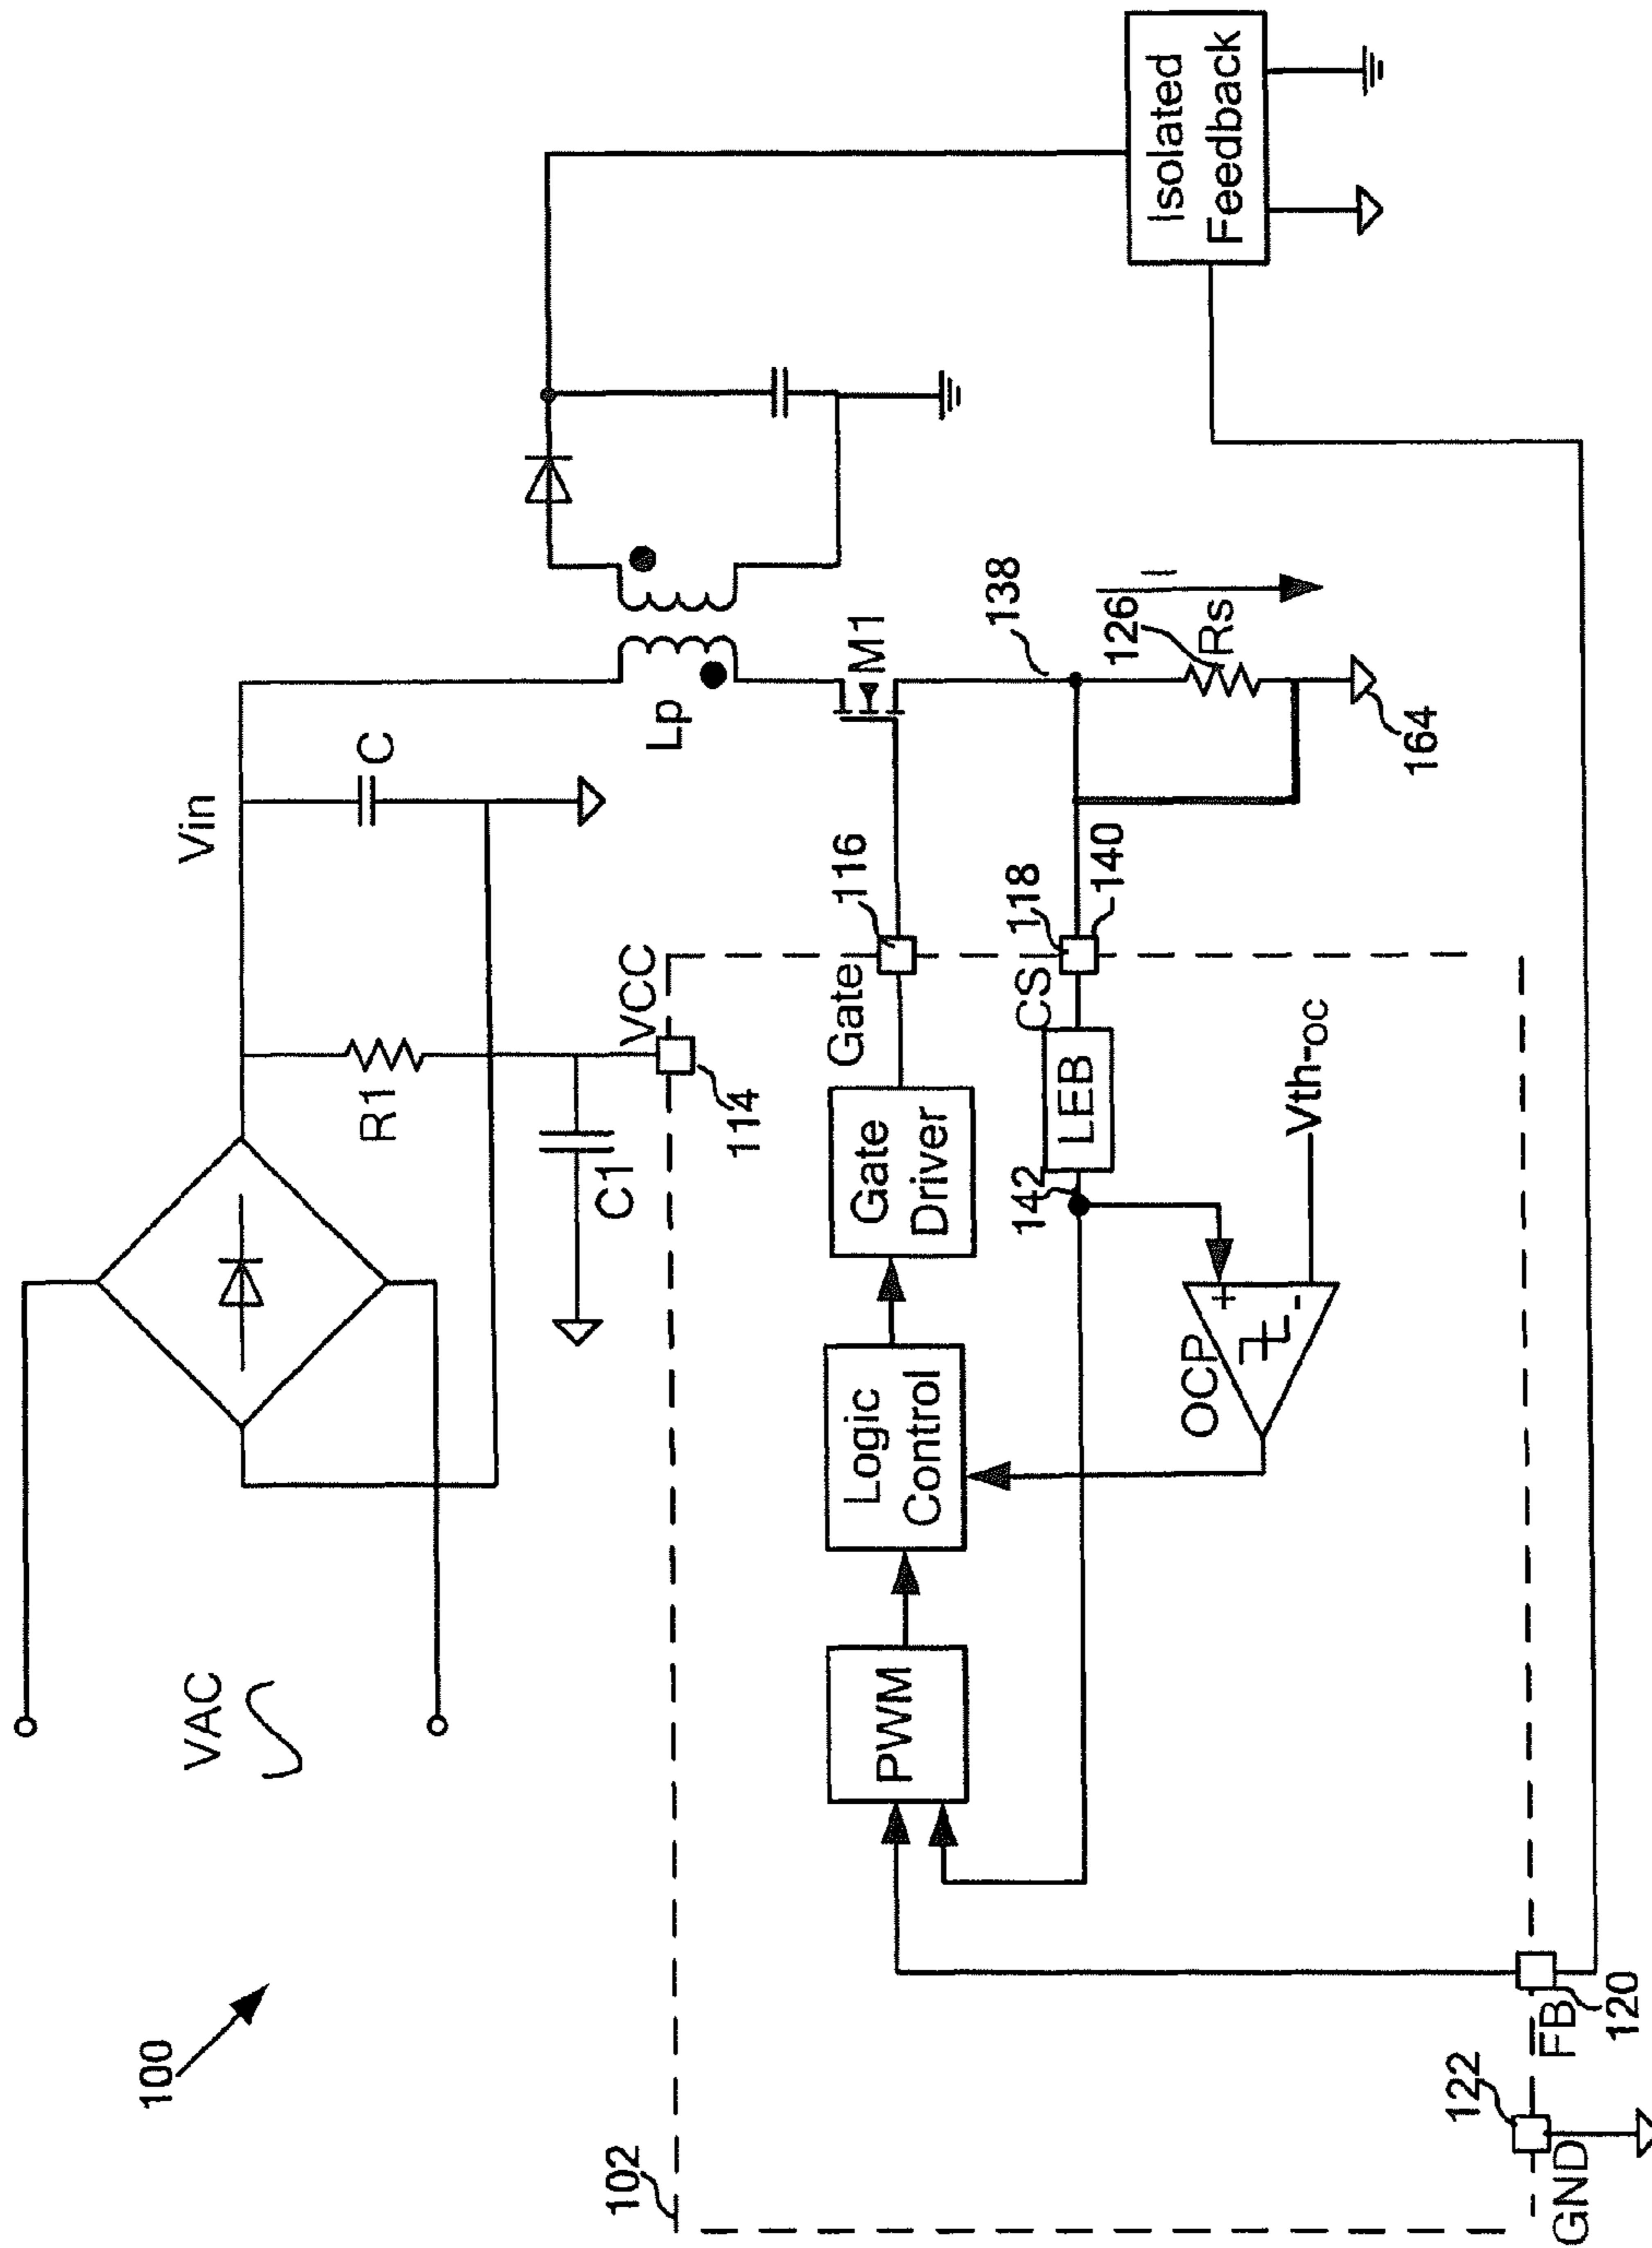 100
VAC
Vin
R1
C
C1
VCC
114
Lp
M1
102
PWM
Logic
Control
Gate
Driver
Gate
116
138
126
Rs
I
164
CS
118
140
LEB
142
OCP
+
-
Vth-oc
Isolated
Feedback
GND
122
FB
120